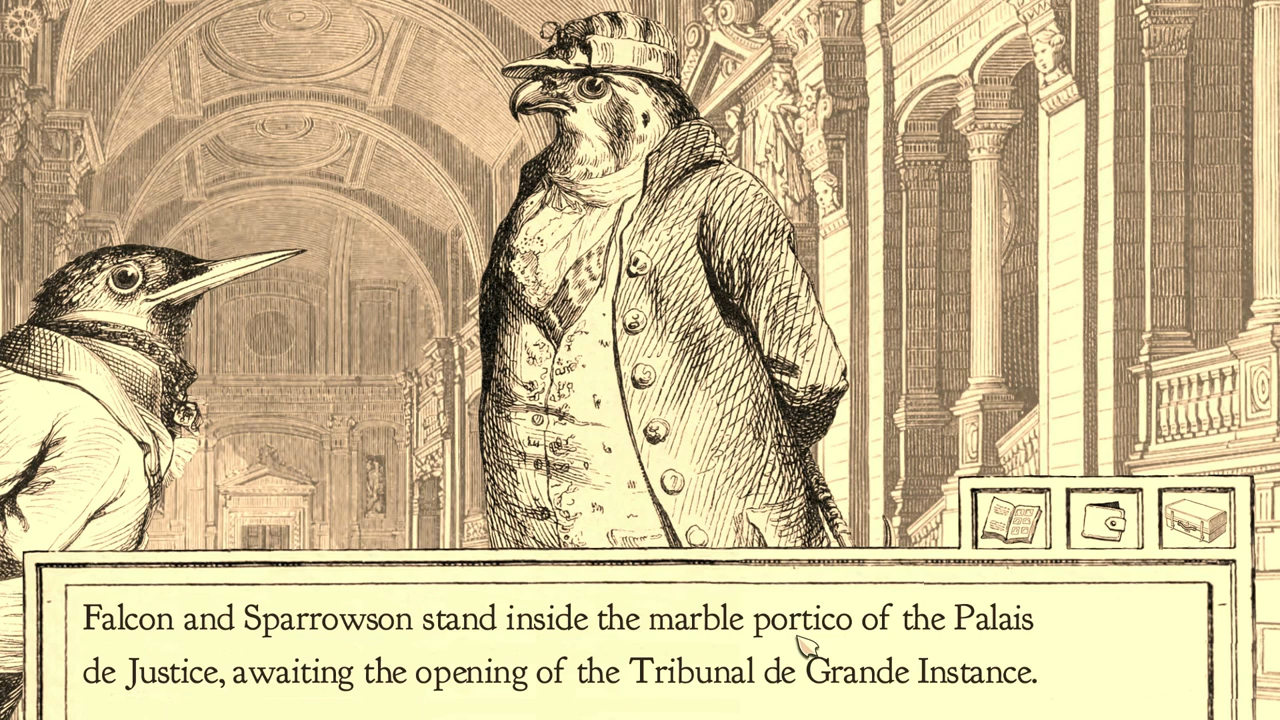 Falcon and Sparrowson stand inside the marble portico of the Palais
de Justice, awaiting the opening of the Tribunal de Grande Instance.